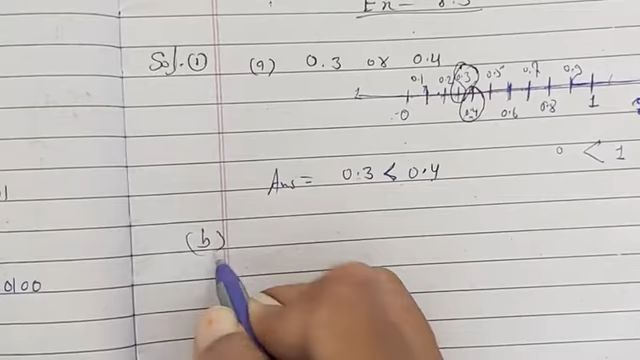 Ex - 8.3
Sol. ① (a) 0.3 or 0.4
0.1 0.2 0.3 0.5 0.7 0.9
0 0.4 0.6 0.8 1
0 < 1
Ans = 0.3 < 0.4
(b)
0100